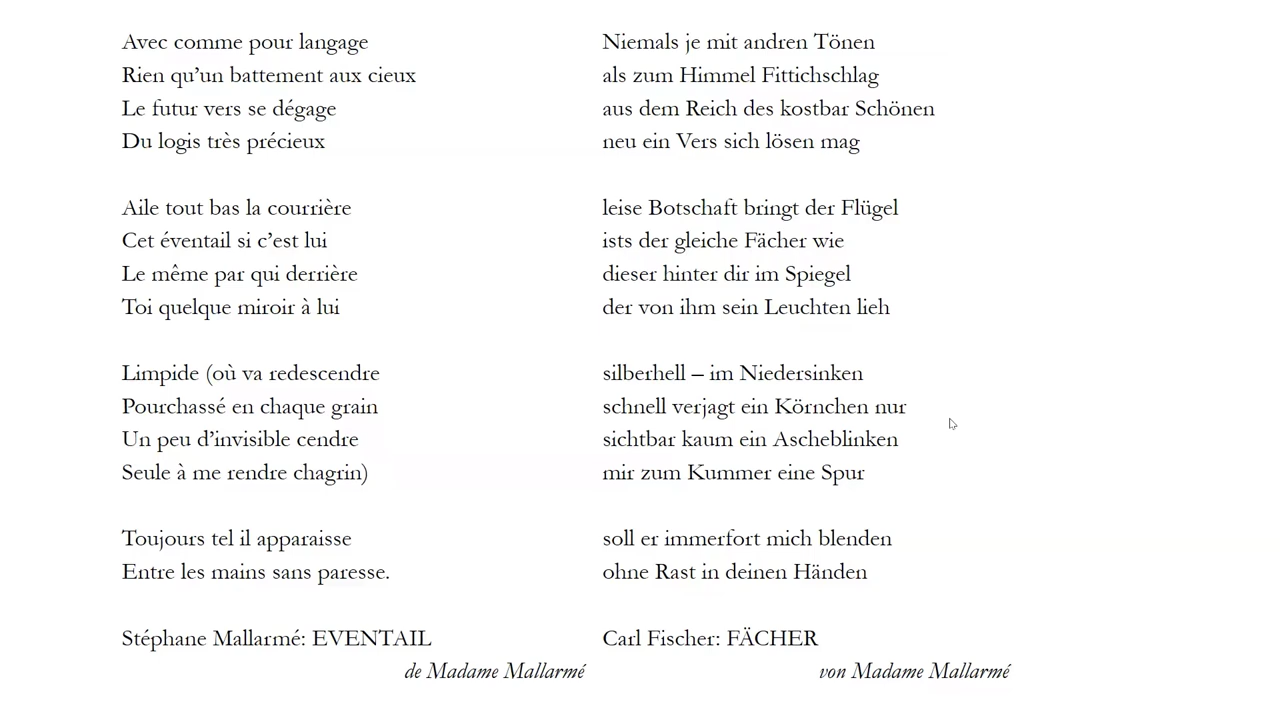 Avec comme pour langage
Rien qu’un battement aux cieux
Le futur vers se dégage
Du logis très précieux

Aile tout bas la courrière
Cet éventail si c’est lui
Le même par qui derrière
Toi quelque miroir à lui

Limpide (où va redescendre
Pourchassé en chaque grain
Un peu d’invisible cendre
Seule à me rendre chagrin)

Toujours tel il apparaisse
Entre les mains sans paresse.

Stéphane Mallarmé: EVENTAIL
de Madame Mallarmé

Niemals je mit andren Tönen
als zum Himmel Fittichschlag
aus dem Reich des kostbar Schönen
neu ein Vers sich lösen mag

leise Botschaft bringt der Flügel
ists der gleiche Fächer wie
dieser hinter dir im Spiegel
der von ihm sein Leuchten lieh

silberhell – im Niedersinken
schnell verjagt ein Körnchen nur
sichtbar kaum ein Ascheblinken
mir zum Kummer eine Spur

soll er immerfort mich blenden
ohne Rast in deinen Händen

Carl Fischer: FÄCHER
von Madame Mallarmé